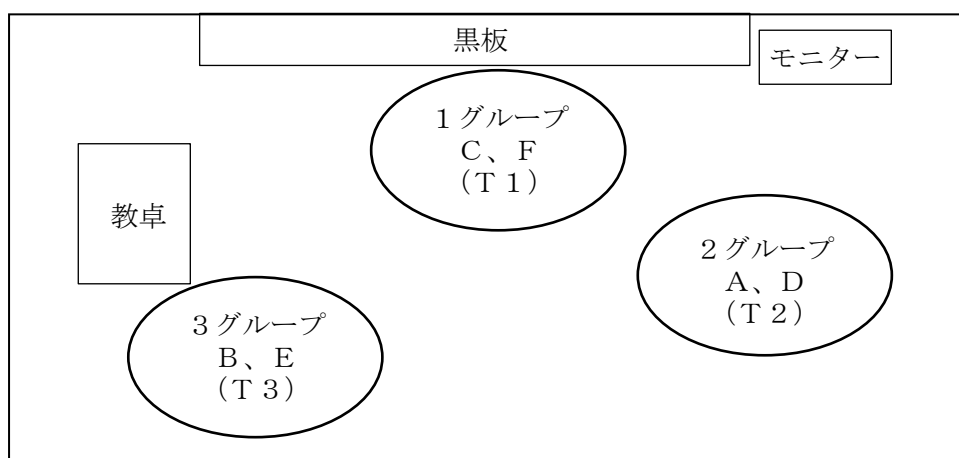 黒板
モニター
１グループ
Ｃ、Ｆ
（Ｔ１）
教卓
２グループ
Ａ、Ｄ
（Ｔ２）
３グループ
Ｂ、Ｅ
（Ｔ３）